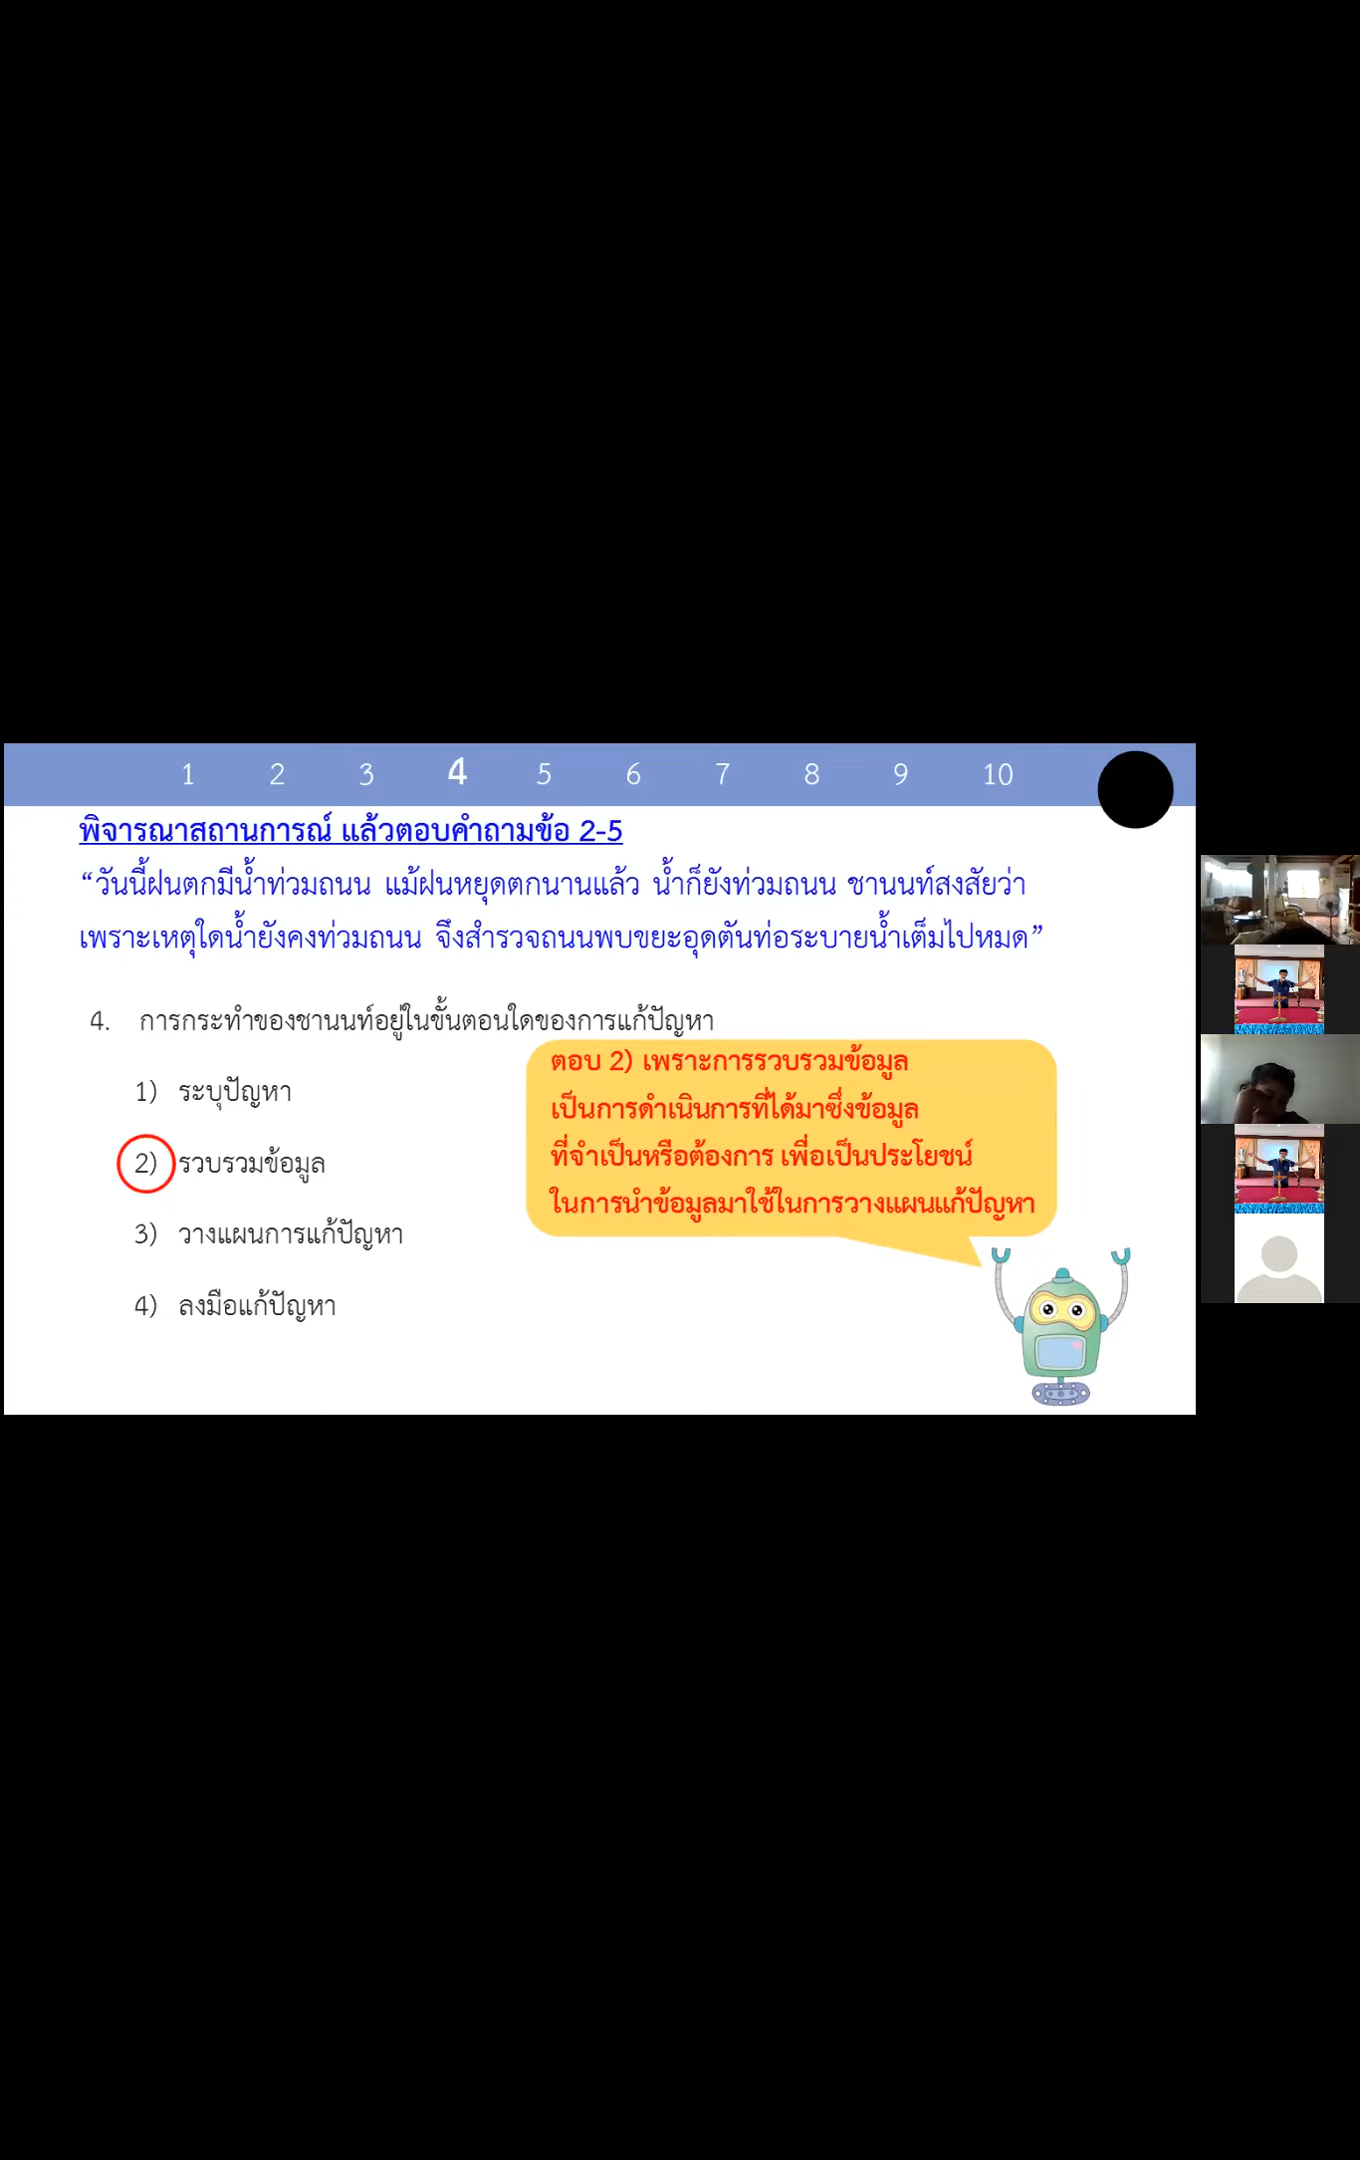 1 2 3 4 5 6 7 8 9 10
พิจารณาสถานการณ์ แล้วตอบคำถามข้อ 2-5
“วันนี้ฝนตกมีน้ำท่วมถนน แม้ฝนหยุดตกนานแล้ว น้ำก็ยังท่วมถนน ชานนท์สงสัยว่า
เพราะเหตุใดน้ำยังคงท่วมถนน จึงสำรวจถนนพบขยะอุดตันท่อระบายน้ำเต็มไปหมด”
4. การกระทำของชานนท์อยู่ในขั้นตอนใดของการแก้ปัญหา
1) ระบุปัญหา
2) รวบรวมข้อมูล
3) วางแผนการแก้ปัญหา
4) ลงมือแก้ปัญหา
ตอบ 2) เพราะการรวบรวมข้อมูล
เป็นการดำเนินการที่ได้มาซึ่งข้อมูล
ที่จำเป็นหรือต้องการ เพื่อเป็นประโยชน์
ในการนำข้อมูลมาใช้ในการวางแผนแก้ปัญหา